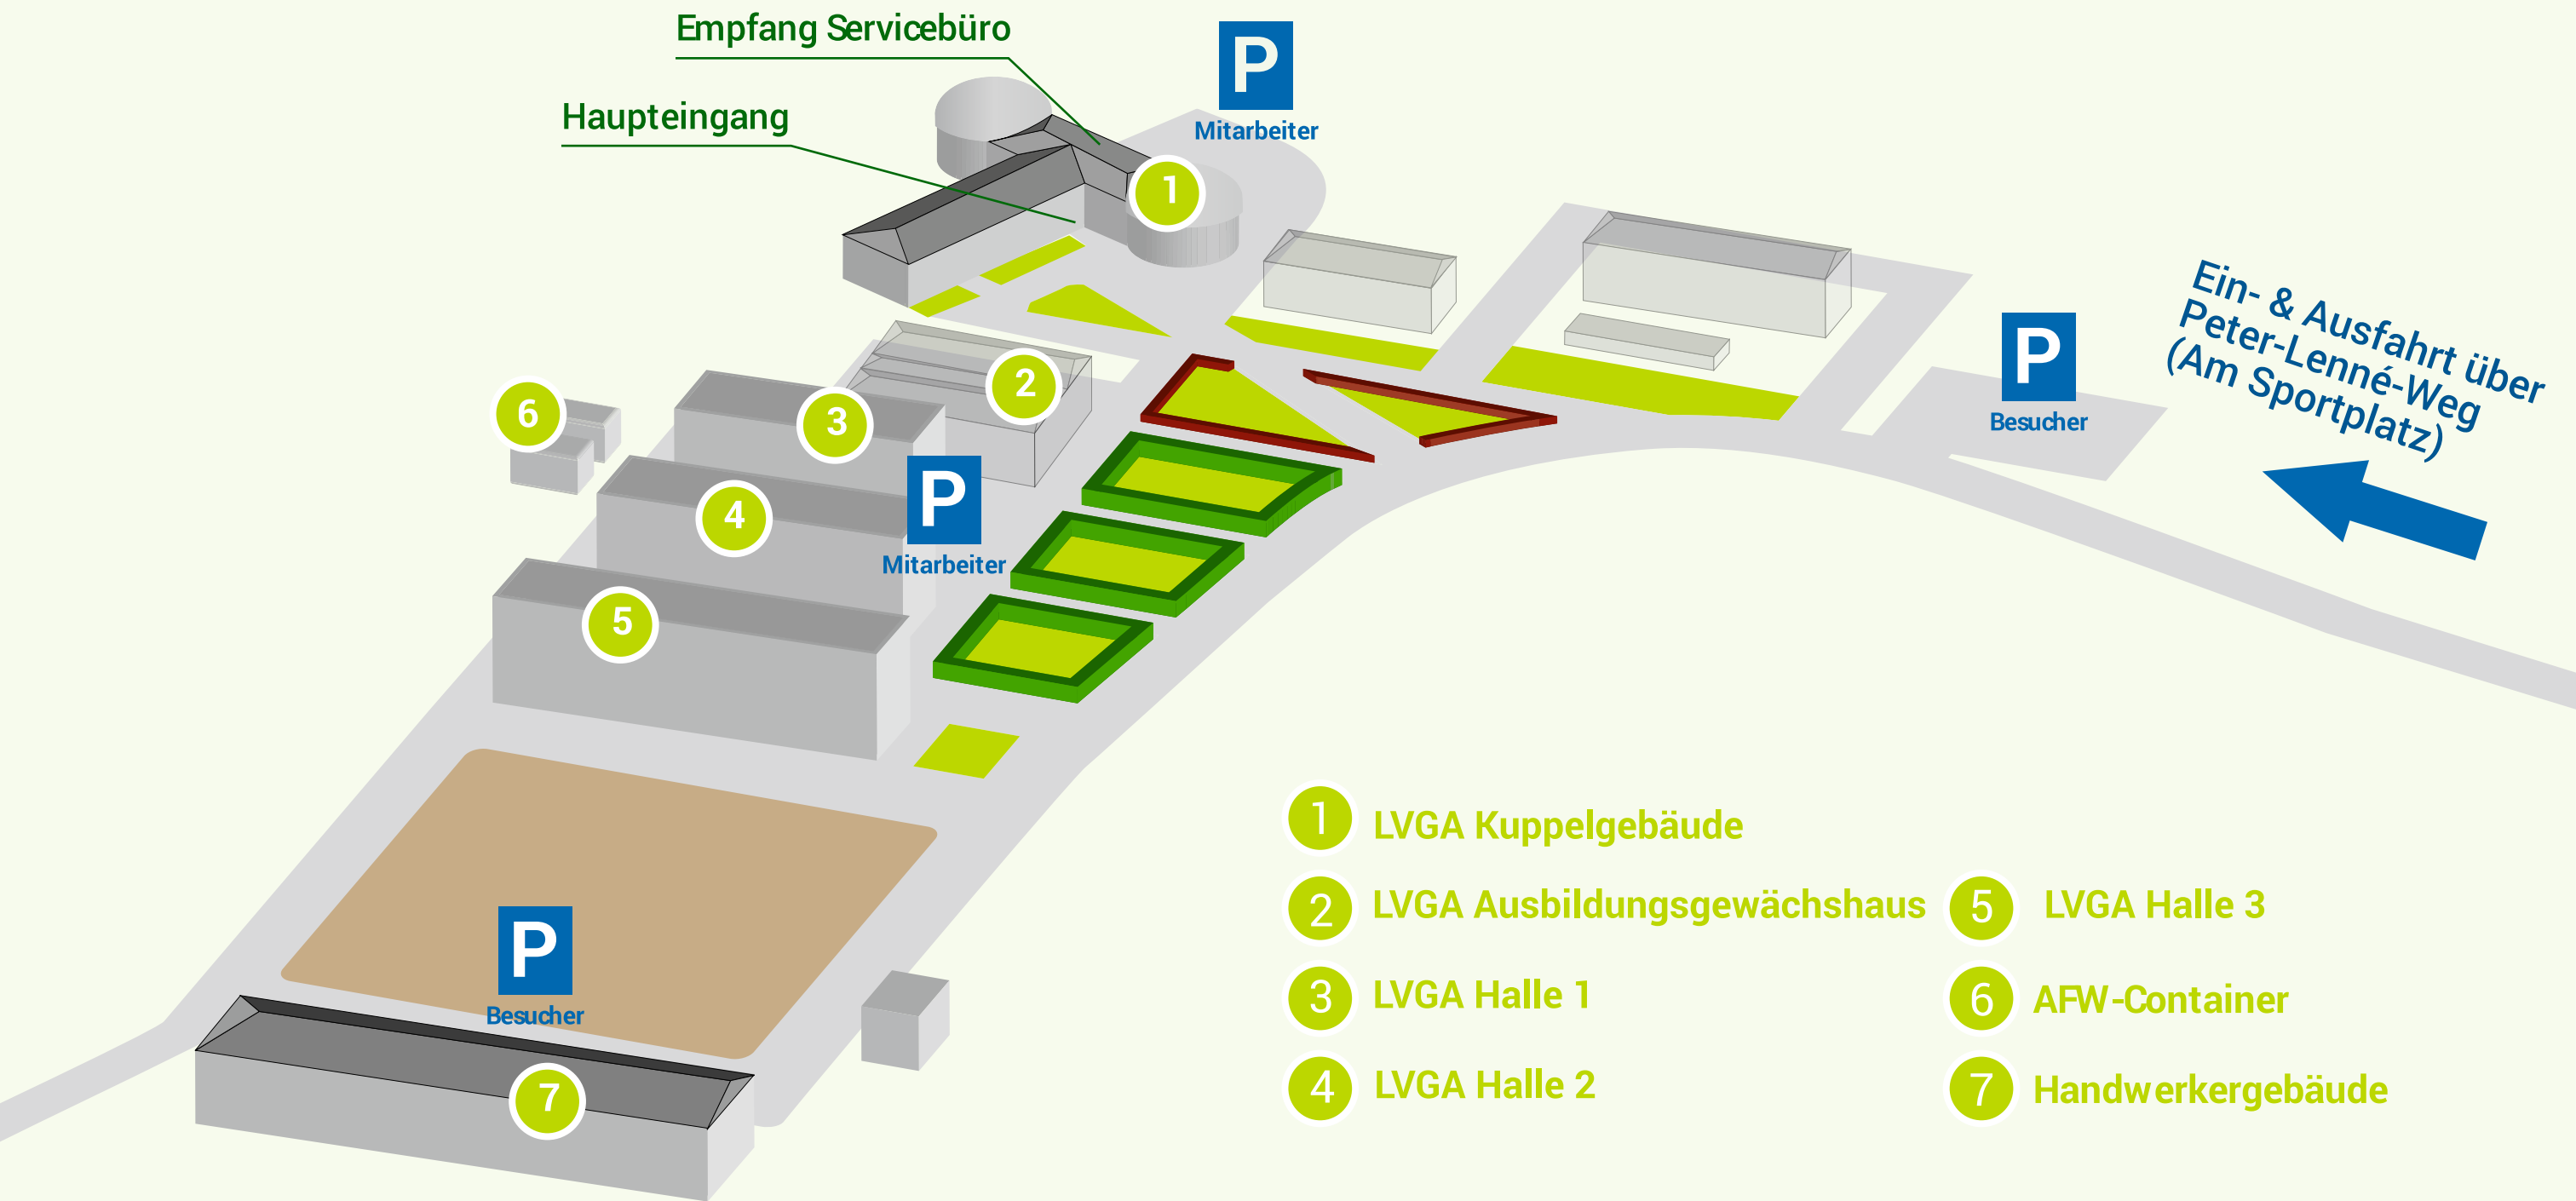 Empfang Servicebüro
Haupteingang
P
Mitarbeiter
1
2
3
4
5
6
P
Mitarbeiter
P
Besucher
Ein- & Ausfahrt über
Peter-Lenné-Weg
(Am Sportplatz)
P
Besucher
7
1 LVGA Kuppelgebäude
2 LVGA Ausbildungsgewächshaus
3 LVGA Halle 1
4 LVGA Halle 2
5 LVGA Halle 3
6 AFW-Container
7 Handwerkergebäude